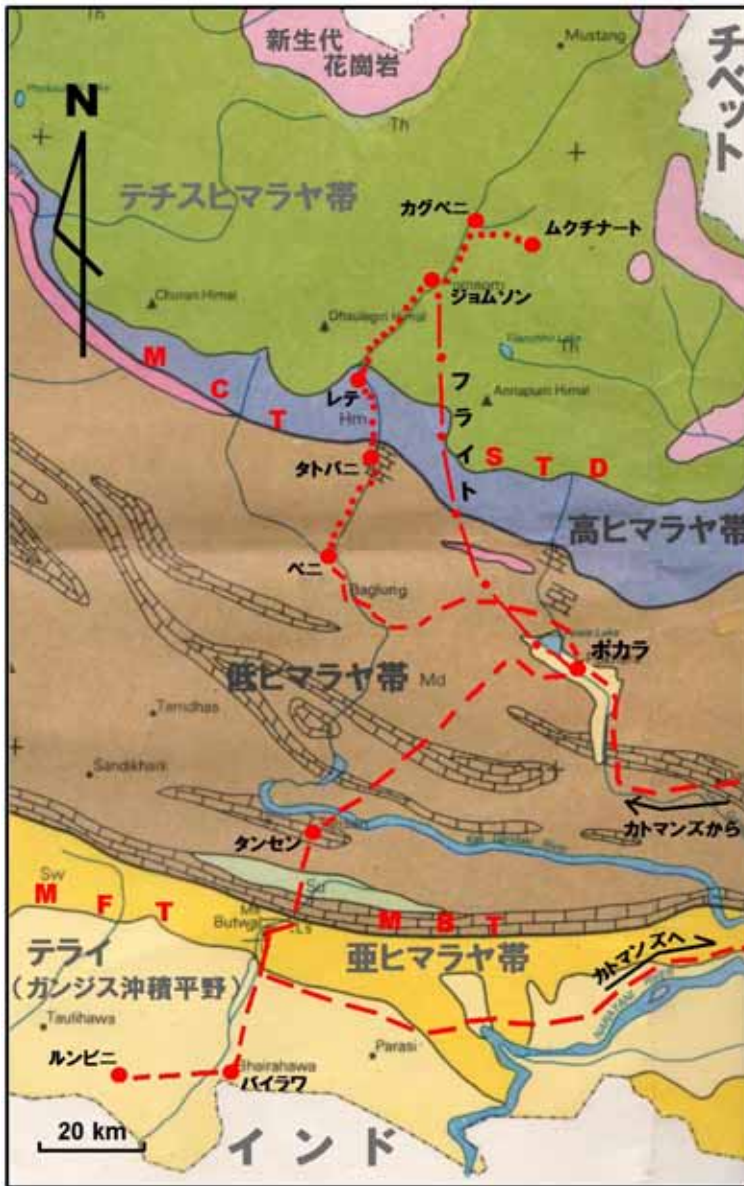 Th
新生代
花崗岩
Mustang
チベット
N
Th
テチスヒマラヤ帯
カグベニ
ムクチナート
ジョムソン
Churen Himal
Dhaulagiri Himal
Th
フライト
Annapurn Himal
M C T
レテ
Hm
S T D
タトパニ
高ヒマラヤ帯
ベニ
Baglung
ポカラ
低ヒマラヤ帯
Md
Tamdhas
Sandikhark
カトマンズから
タンセン
Sw
M F T
Butwal
M B T
テライ
(ガンジス沖積平野)
亜ヒマラヤ帯
カトマンズへ
Taulihawa
Parasi
ルンビニ
Bhairahawa
バイラワ
20 km
インド